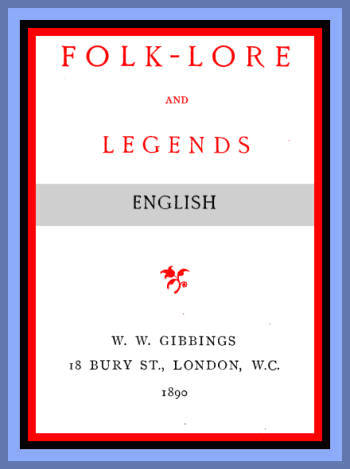 FOLK-LORE
AND
LEGENDS
ENGLISH
W. W. GIBBINGS
18 BURY ST., LONDON, W.C.
1890